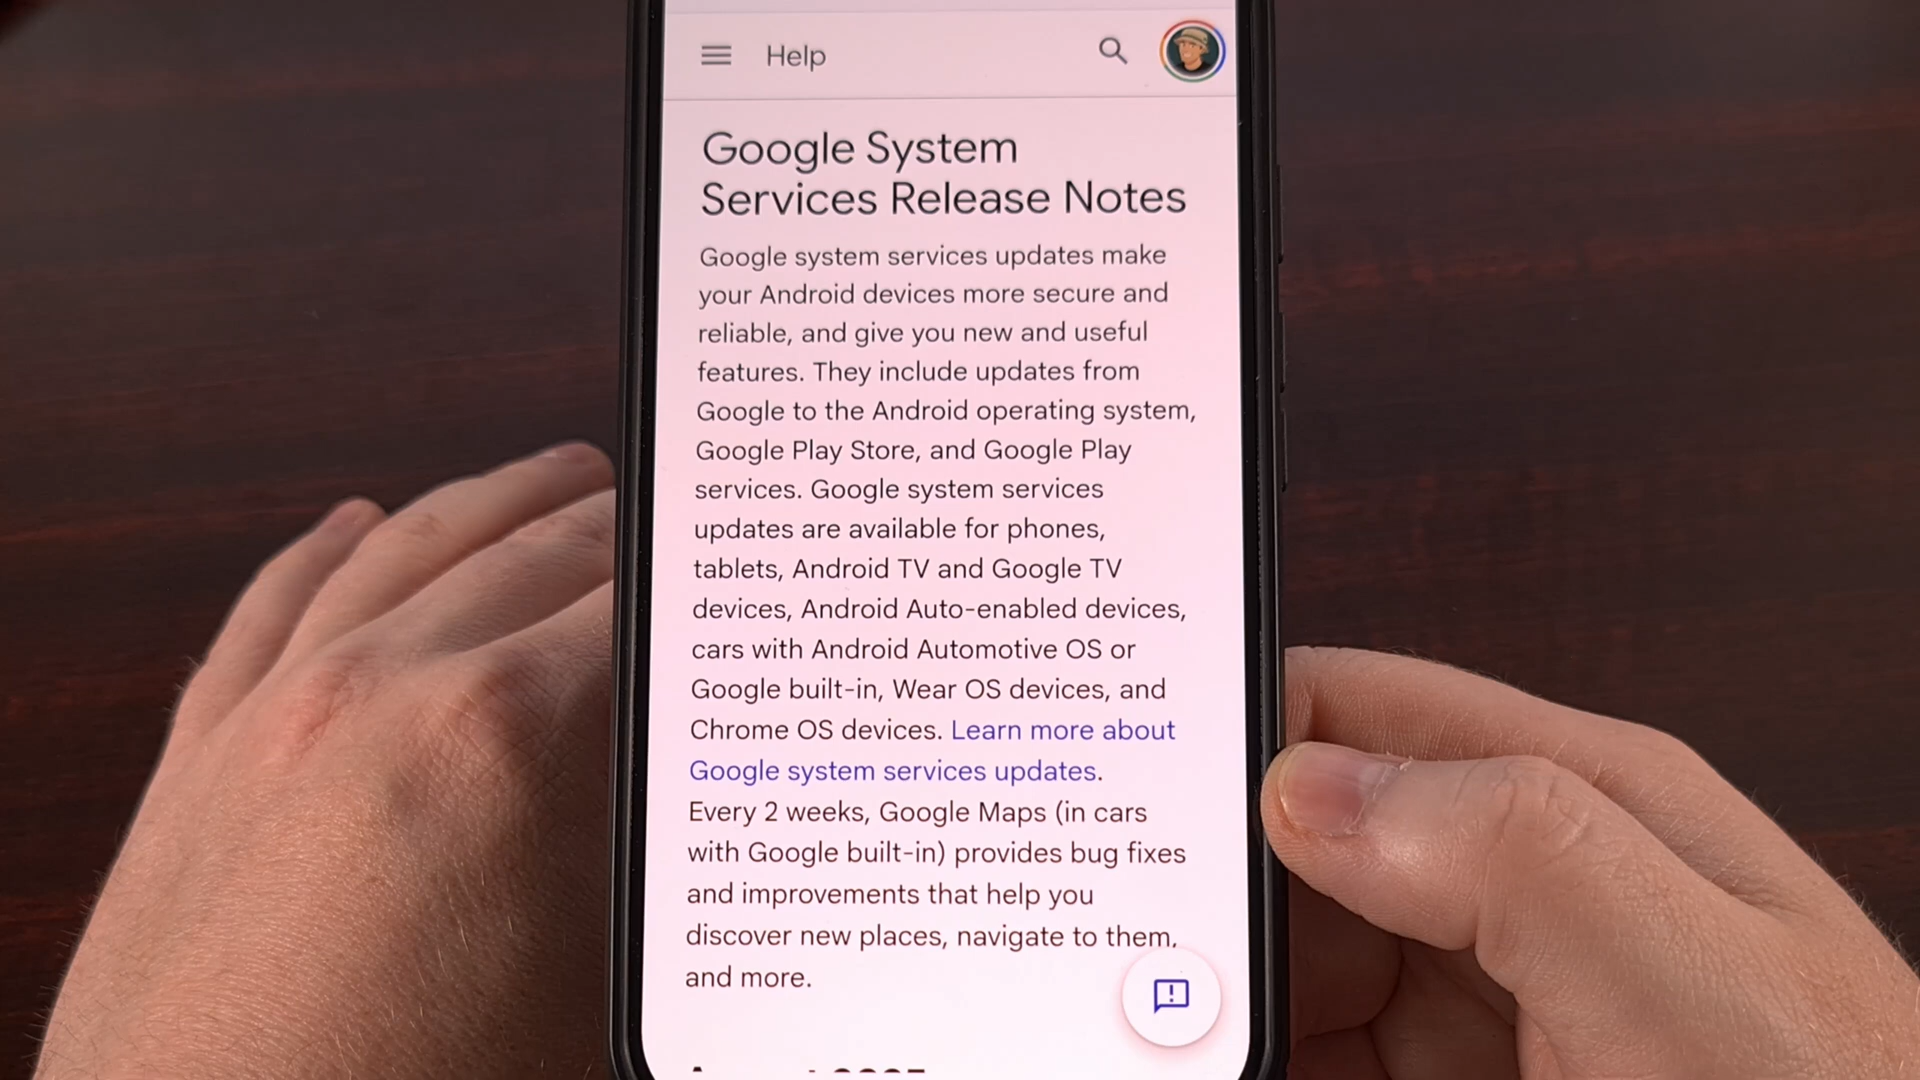 Help
Google System
Services Release Notes
Google system services updates make
your Android devices more secure and
reliable, and give you new and useful
features. They include updates from
Google to the Android operating system,
Google Play Store, and Google Play
services. Google system services
updates are available for phones,
tablets, Android TV and Google TV
devices, Android Auto-enabled devices,
cars with Android Automotive OS or
Google built-in, Wear OS devices, and
Chrome OS devices. Learn more about
Google system services updates.
Every 2 weeks, Google Maps (in cars
with Google built-in) provides bug fixes
and improvements that help you
discover new places, navigate to them,
and more.